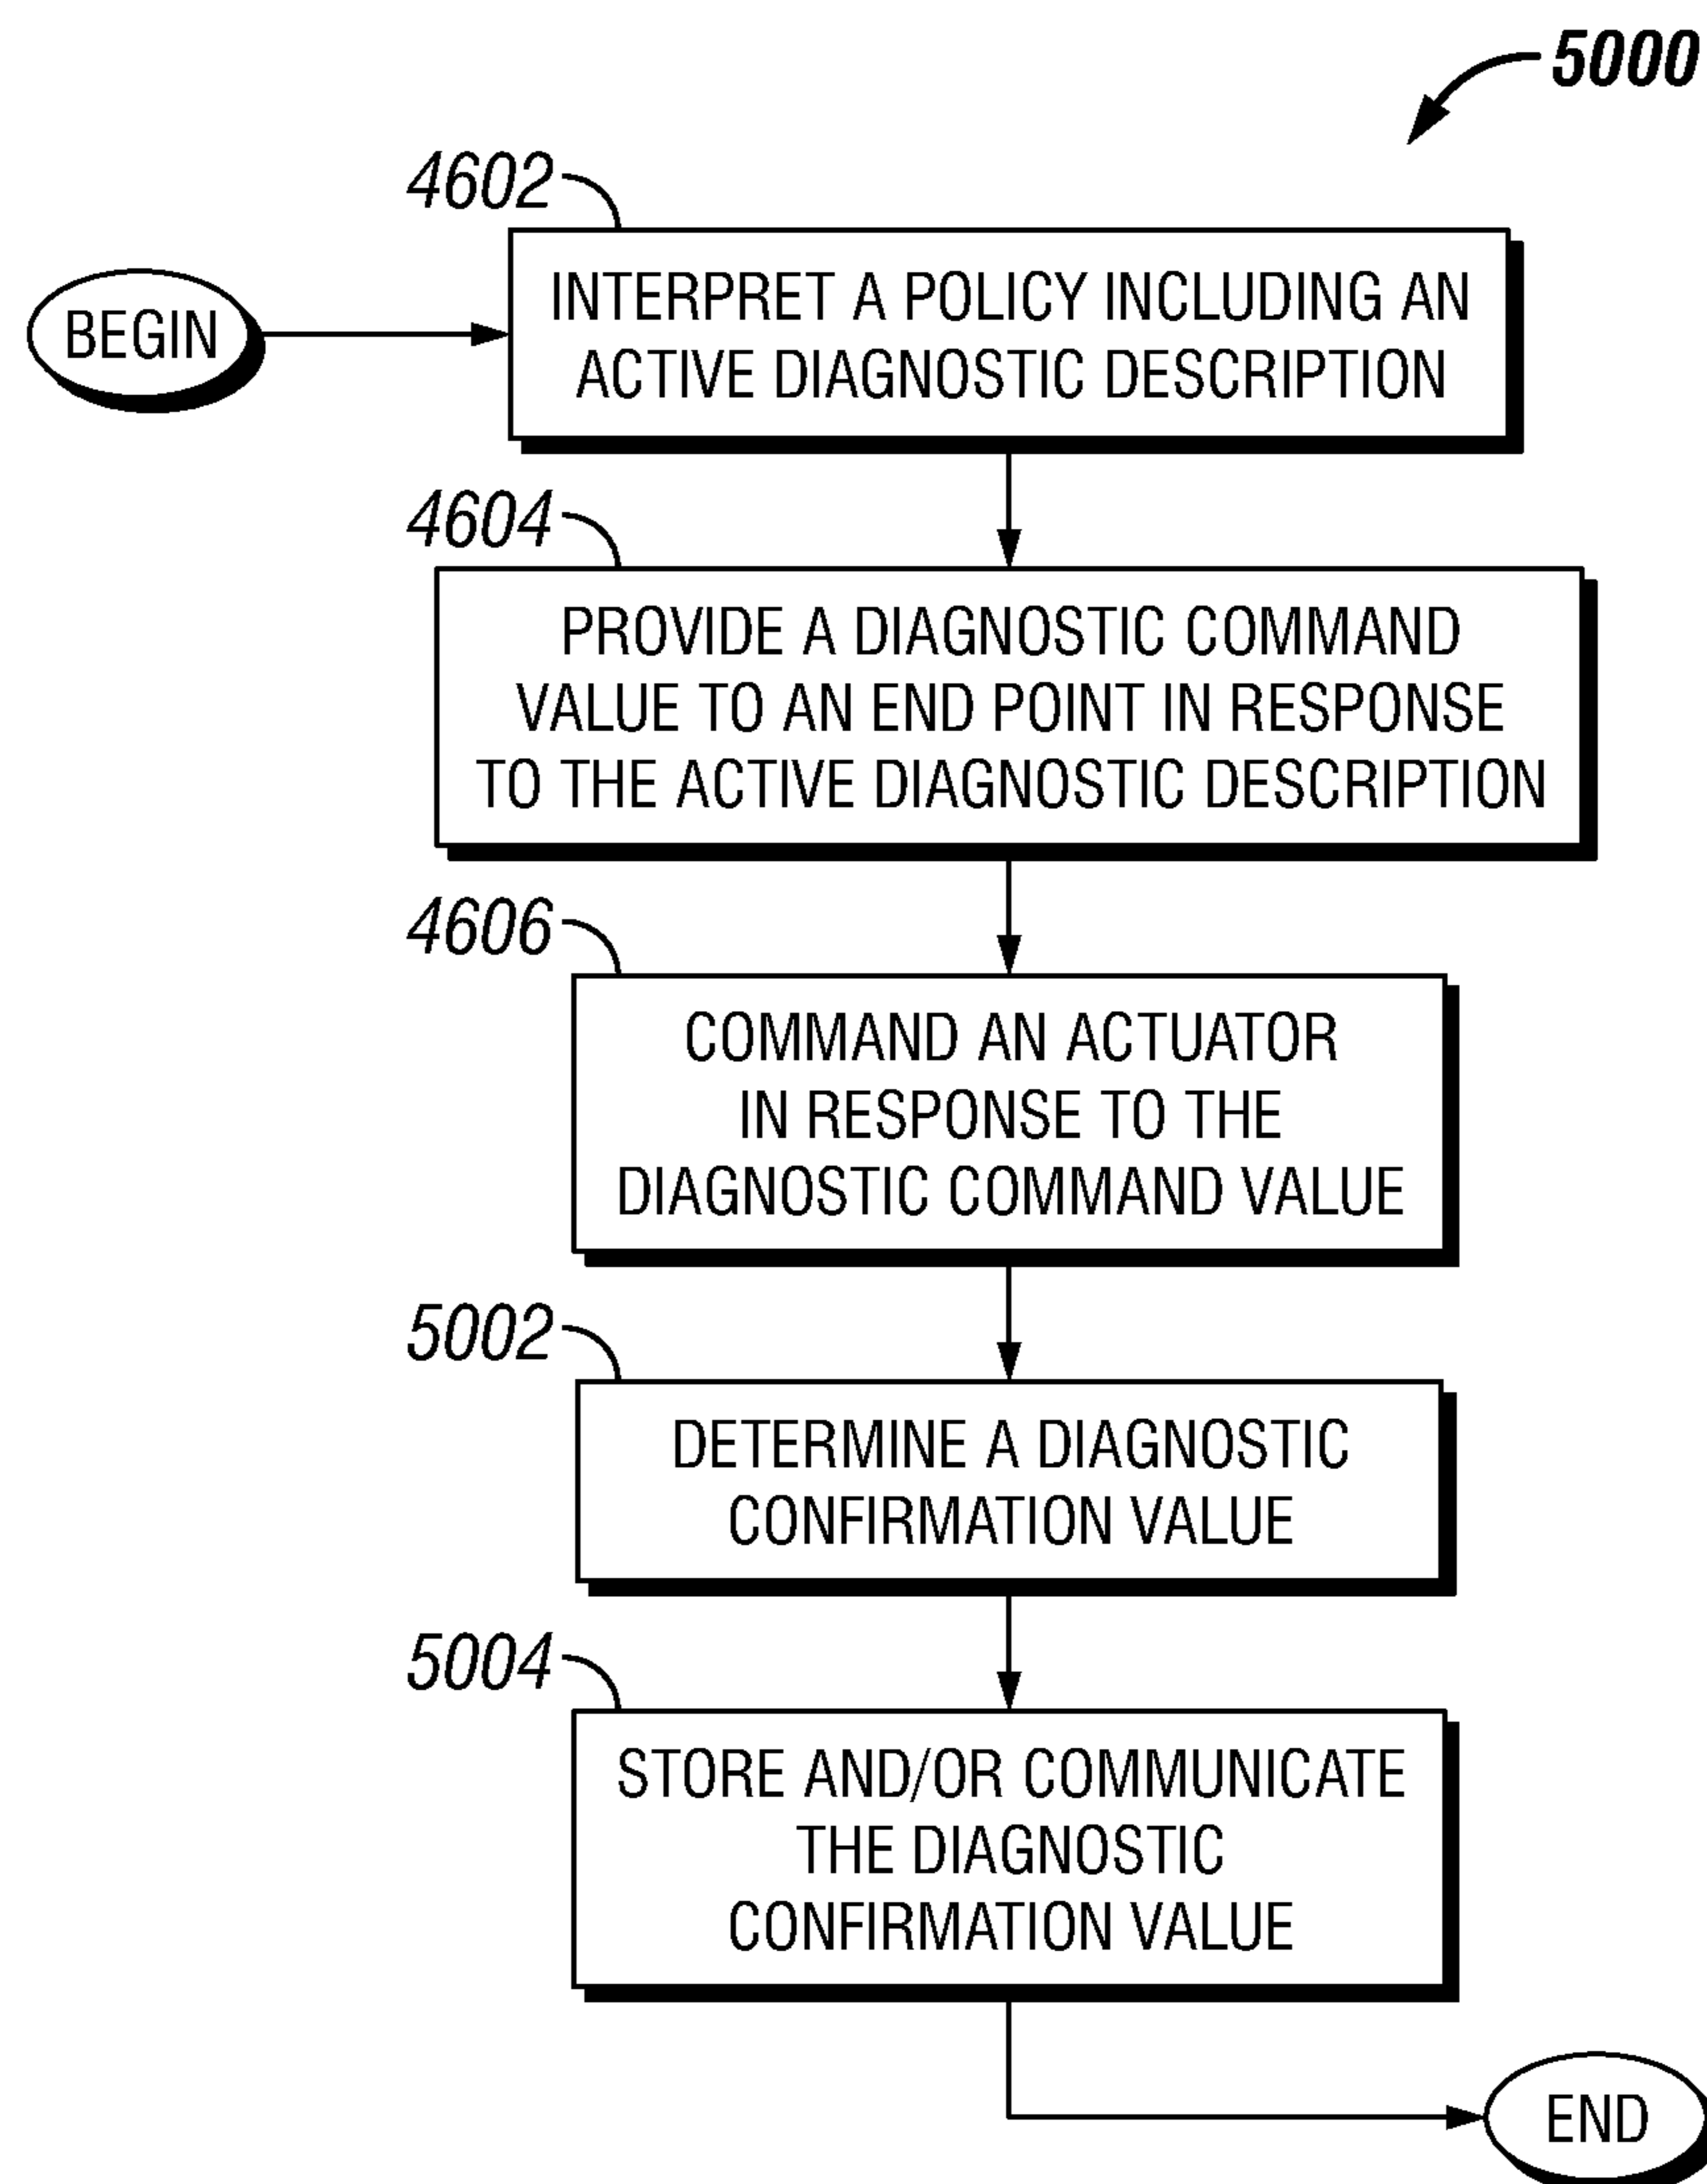 5000
4602
BEGIN
INTERPRET A POLICY INCLUDING AN
ACTIVE DIAGNOSTIC DESCRIPTION
4604
PROVIDE A DIAGNOSTIC COMMAND
VALUE TO AN END POINT IN RESPONSE
TO THE ACTIVE DIAGNOSTIC DESCRIPTION
4606
COMMAND AN ACTUATOR
IN RESPONSE TO THE
DIAGNOSTIC COMMAND VALUE
5002
DETERMINE A DIAGNOSTIC
CONFIRMATION VALUE
5004
STORE AND/OR COMMUNICATE
THE DIAGNOSTIC
CONFIRMATION VALUE
END